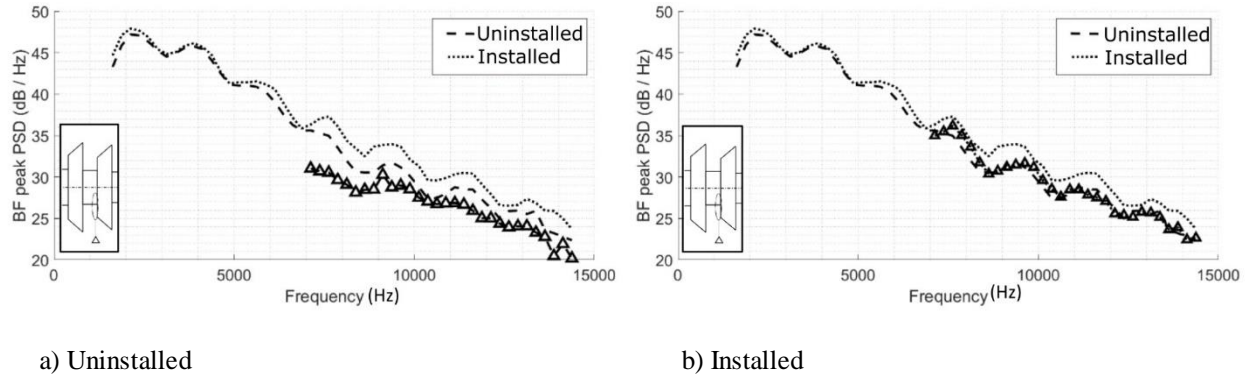 50
45
40
35
30
25
20
BF peak PSD (dB / Hz)
Uninstalled
Installed
0 5000 10000 15000
Frequency (Hz)
50
45
40
35
30
25
20
BF peak PSD (dB / Hz)
Uninstalled
Installed
0 5000 10000 15000
Frequency (Hz)
a) Uninstalled
b) Installed